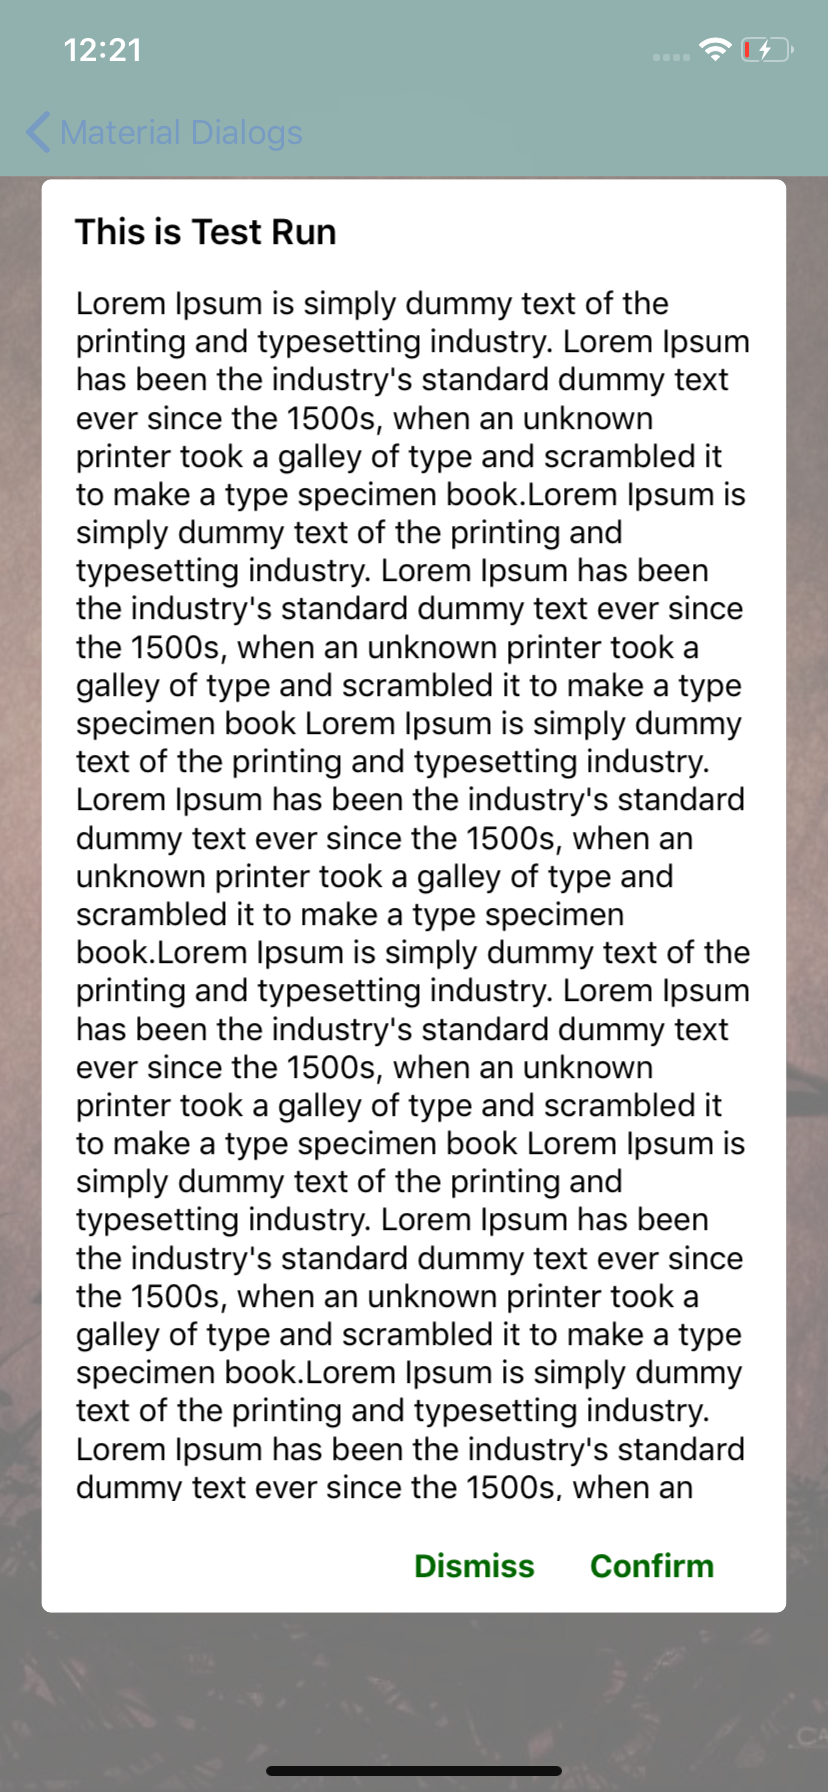 12:21
Material Dialogs
This is Test Run
Lorem Ipsum is simply dummy text of the
printing and typesetting industry. Lorem Ipsum
has been the industry's standard dummy text
ever since the 1500s, when an unknown
printer took a galley of type and scrambled it
to make a type specimen book.Lorem Ipsum is
simply dummy text of the printing and
typesetting industry. Lorem Ipsum has been
the industry's standard dummy text ever since
the 1500s, when an unknown printer took a
galley of type and scrambled it to make a type
specimen book Lorem Ipsum is simply dummy
text of the printing and typesetting industry.
Lorem Ipsum has been the industry's standard
dummy text ever since the 1500s, when an
unknown printer took a galley of type and
scrambled it to make a type specimen
book.Lorem Ipsum is simply dummy text of the
printing and typesetting industry. Lorem Ipsum
has been the industry's standard dummy text
ever since the 1500s, when an unknown
printer took a galley of type and scrambled it
to make a type specimen book Lorem Ipsum is
simply dummy text of the printing and
typesetting industry. Lorem Ipsum has been
the industry's standard dummy text ever since
the 1500s, when an unknown printer took a
galley of type and scrambled it to make a type
specimen book.Lorem Ipsum is simply dummy
text of the printing and typesetting industry.
Lorem Ipsum has been the industry's standard
dummy text ever since the 1500s, when an
Dismiss Confirm